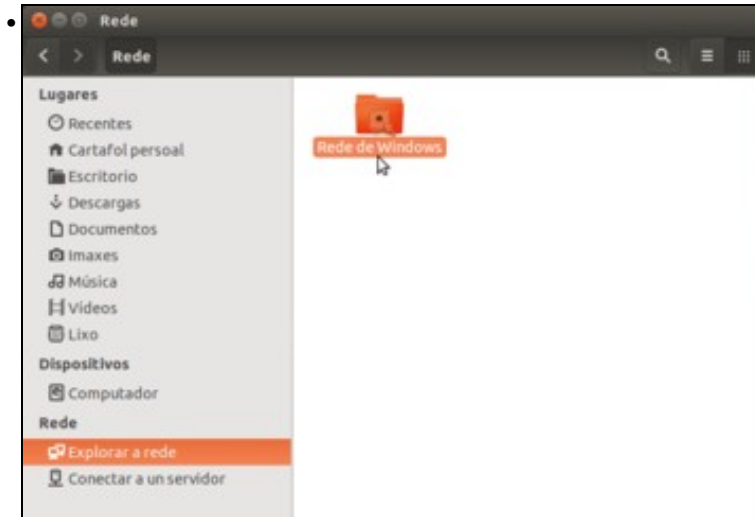 Rede
Rede
Lugares
Recentes
Cartafol persoal
Escritorio
Descargas
Documentos
Imaxes
Música
Vídeos
Lixo
Dispositivos
Computador
Rede
Explorar a rede
Conectar a un servidor
Rede de Windows